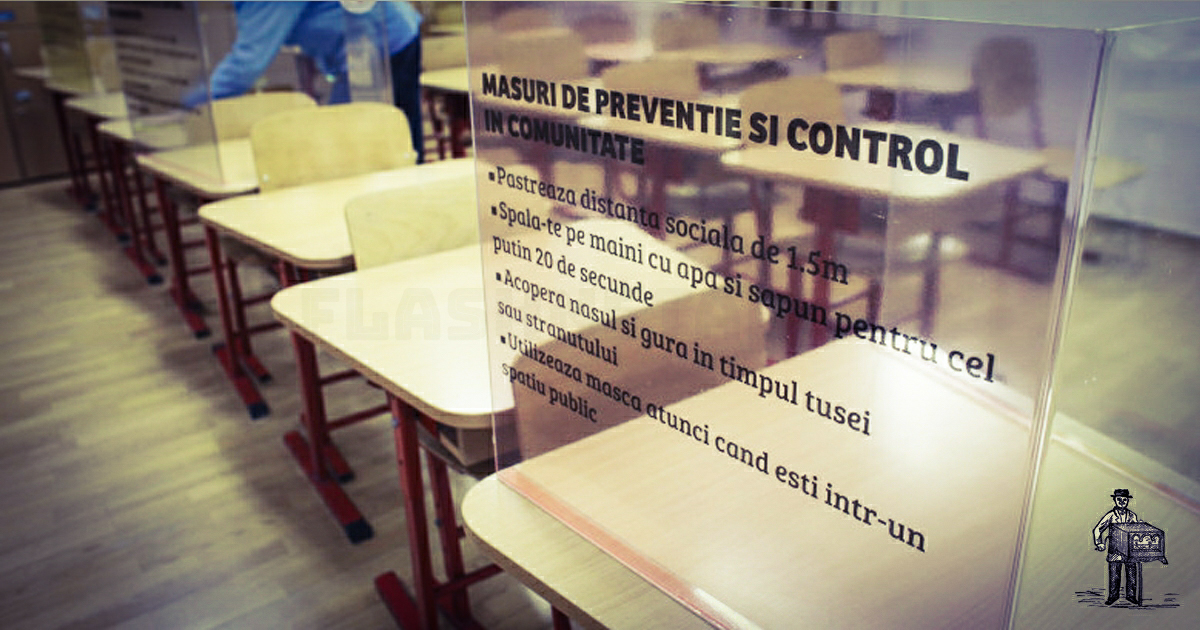 MASURI DE PREVENTIE SI CONTROL
IN COMUNITATE
▪Pastreaza distanta sociala de 1.5m
▪Spala-te pe maini cu apa si sapun pentru cel
putin 20 de secunde
▪Acopera nasul si gura in timpul tusei
sau stranutului
▪Utilizeaza masca atunci cand esti intr-un
spatiu public